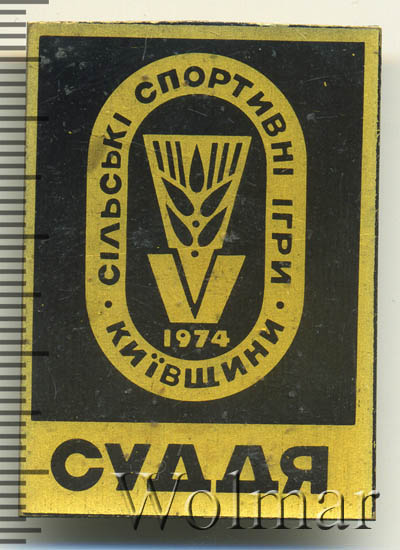 СІЛЬСЬКІ СПОРТИВНІ ІГРИ
V
1974
• КИЇВЩИНИ •
СУДДЯ
Wolmar